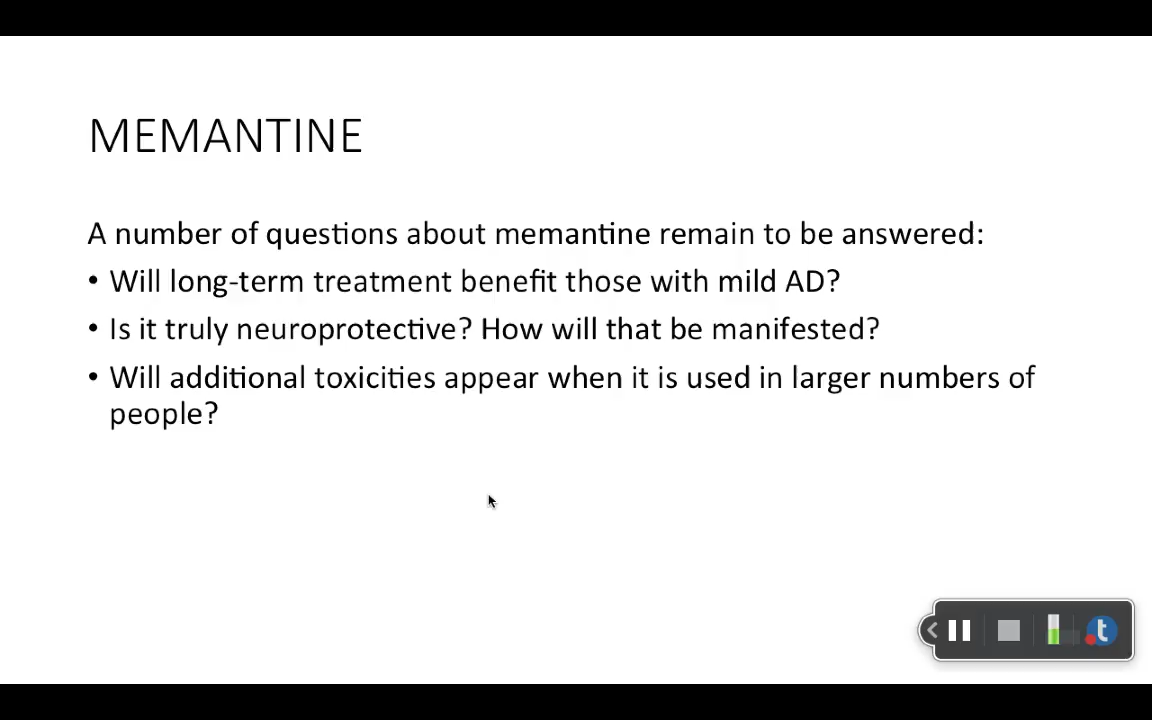 MEMANTINE
A number of questions about memantine remain to be answered:
• Will long-term treatment benefit those with mild AD?
• Is it truly neuroprotective? How will that be manifested?
• Will additional toxicities appear when it is used in larger numbers of
people?
t